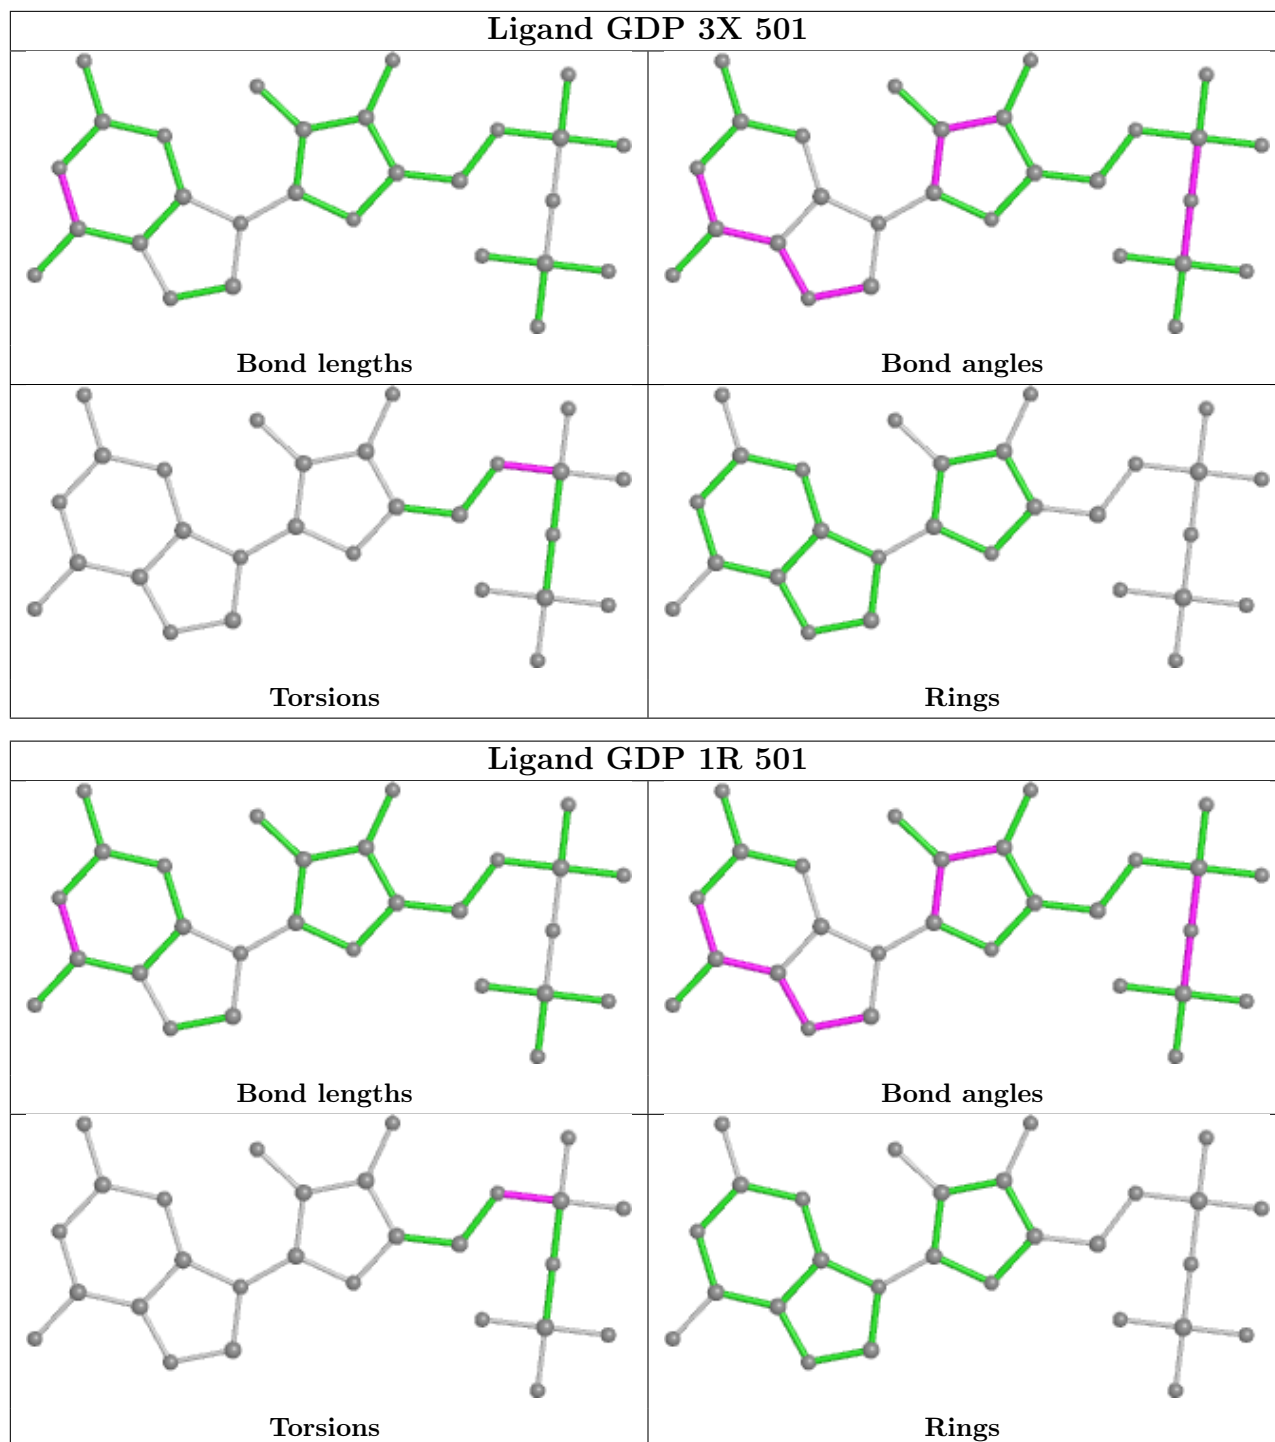 Ligand GDP 3X 501
Bond lengths
Bond angles
Torsions
Rings
Ligand GDP 1R 501
Bond lengths
Bond angles
Torsions
Rings